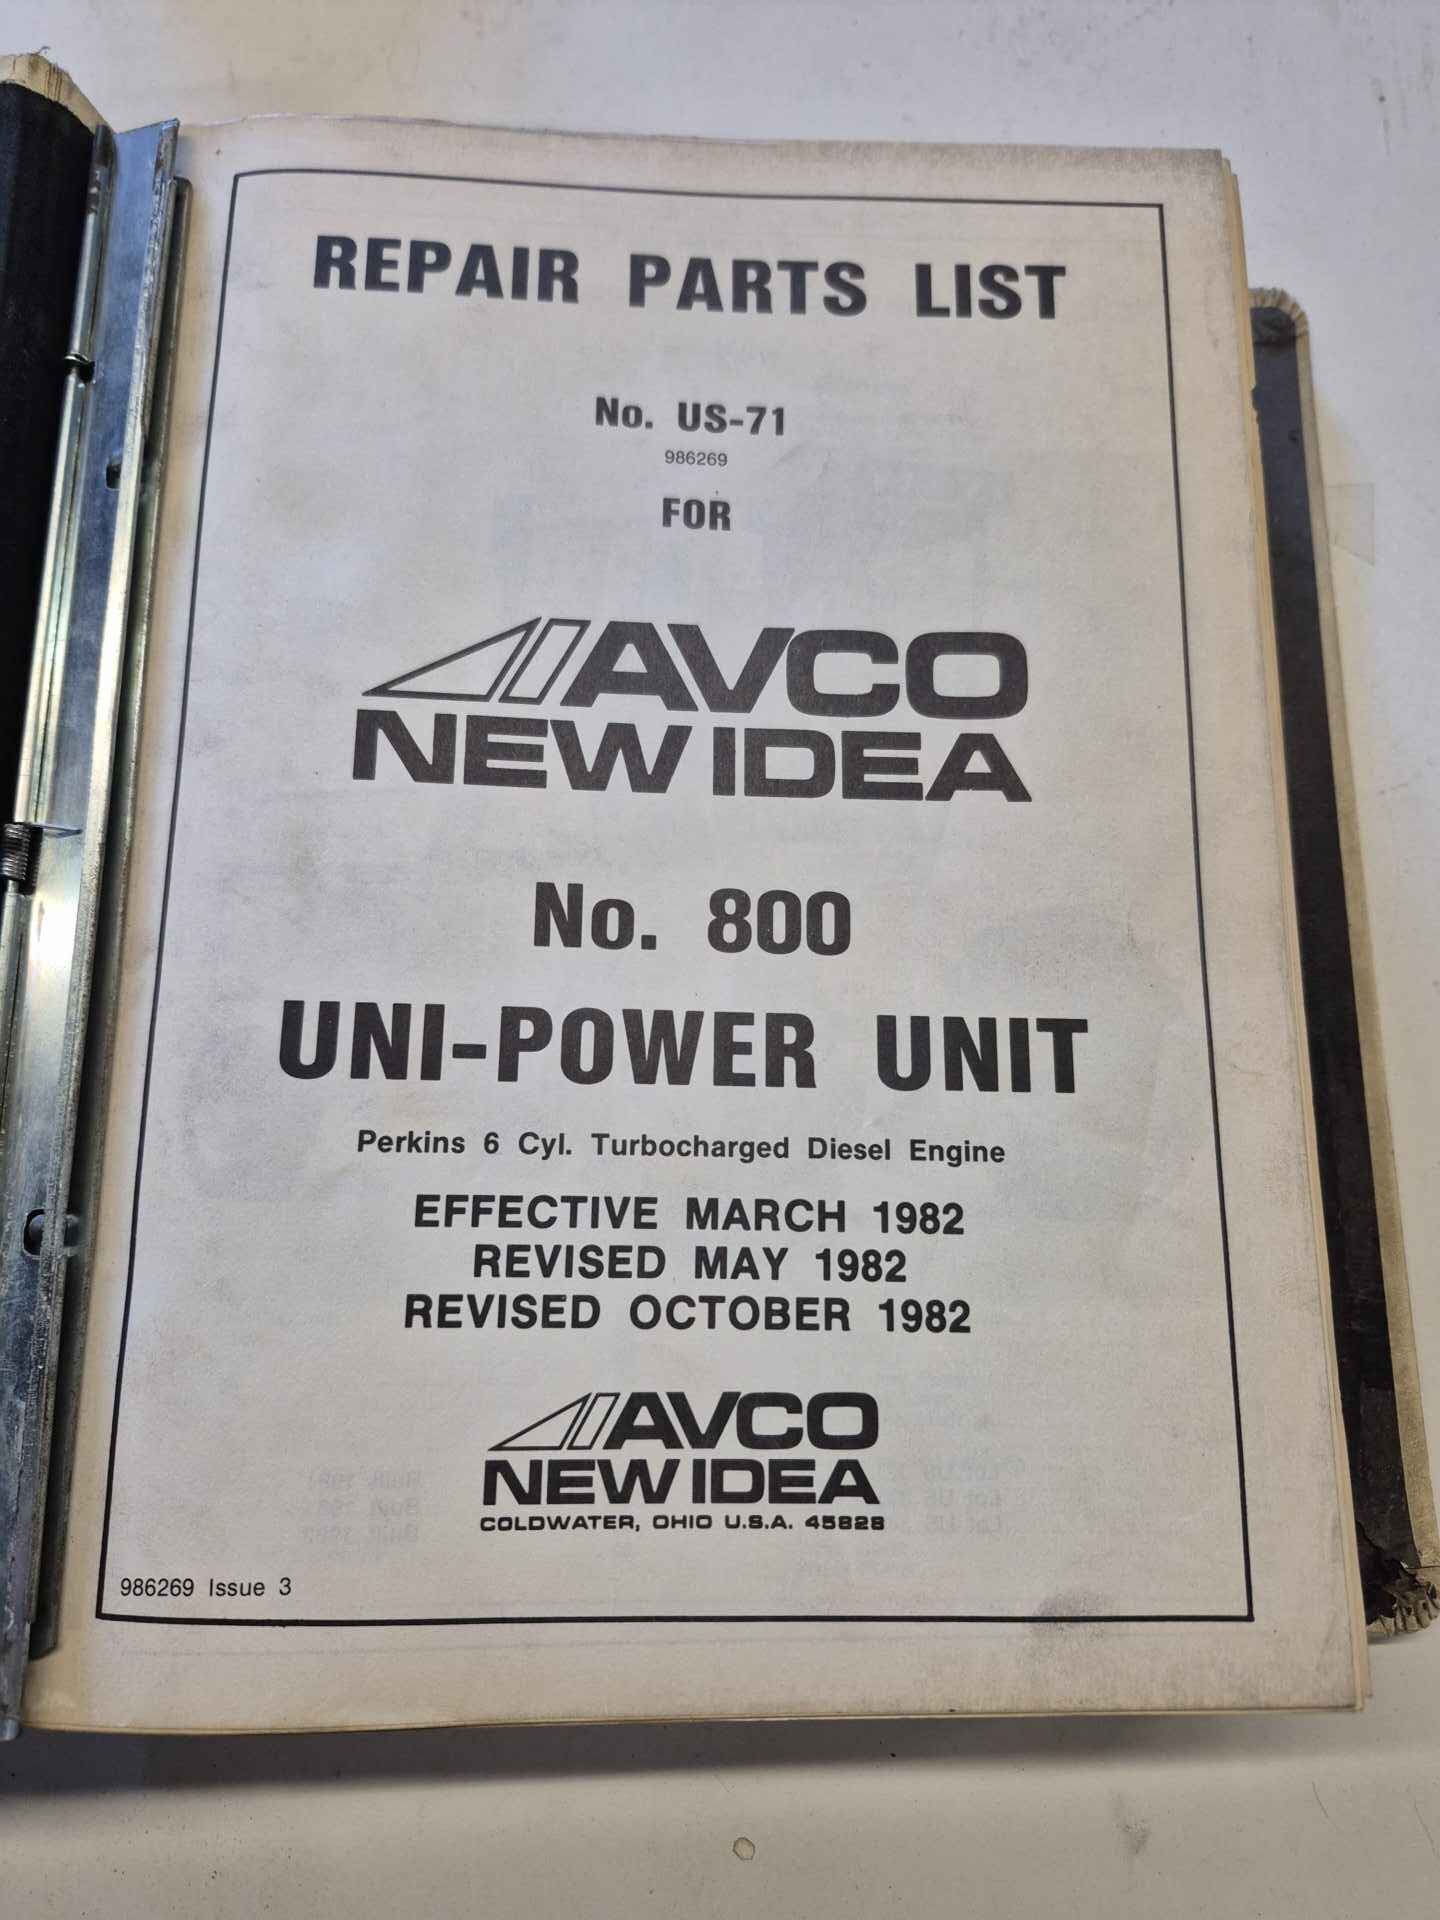 REPAIR PARTS LIST
No. US-71
986269
FOR
AVCO
NEW IDEA
No. 800
UNI-POWER UNIT
Perkins 6 Cyl. Turbocharged Diesel Engine
EFFECTIVE MARCH 1982
REVISED MAY 1982
REVISED OCTOBER 1982
AVCO
NEW IDEA
COLDWATER, OHIO U.S.A. 45828
986269 Issue 3